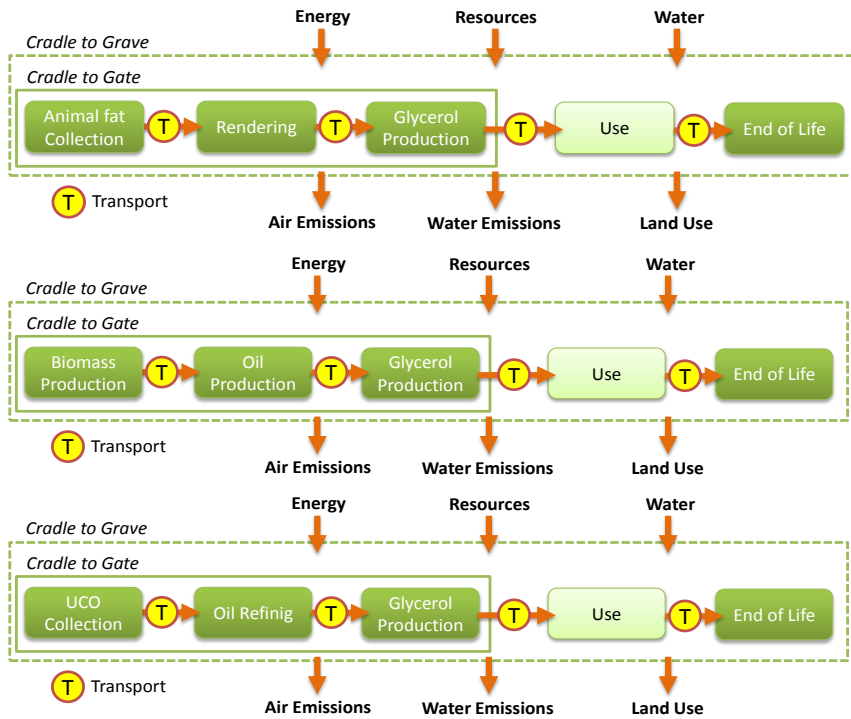 Energy Resources Water
Cradle to Grave
Cradle to Gate
Animal fat
Collection
T
Rendering
T
Glycerol
Production
T
Use
T
End of Life
T Transport
Air Emissions Water Emissions Land Use
Energy Resources Water
Cradle to Grave
Cradle to Gate
Biomass
Production
T
Oil
Production
T
Glycerol
Production
T
Use
T
End of Life
T Transport
Air Emissions Water Emissions Land Use
Energy Resources Water
Cradle to Grave
Cradle to Gate
UCO
Collection
T
Oil Refinig
T
Glycerol
Production
T
Use
T
End of Life
T Transport
Air Emissions Water Emissions Land Use